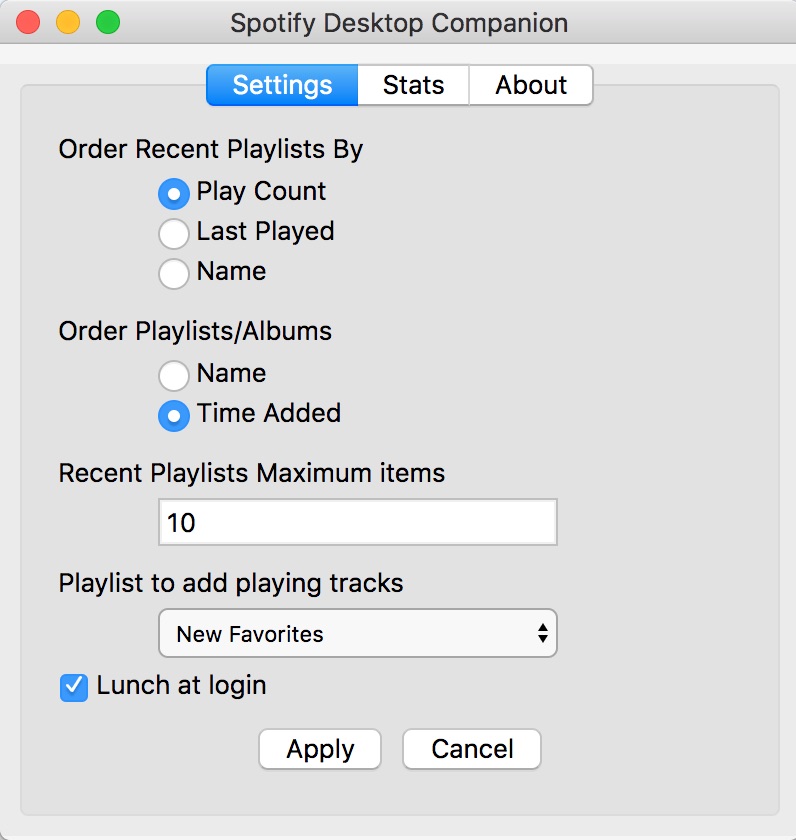 Spotify Desktop Companion
Settings Stats About
Order Recent Playlists By
Play Count
Last Played
Name
Order Playlists/Albums
Name
Time Added
Recent Playlists Maximum items
10
Playlist to add playing tracks
New Favorites
Lunch at login
Apply Cancel